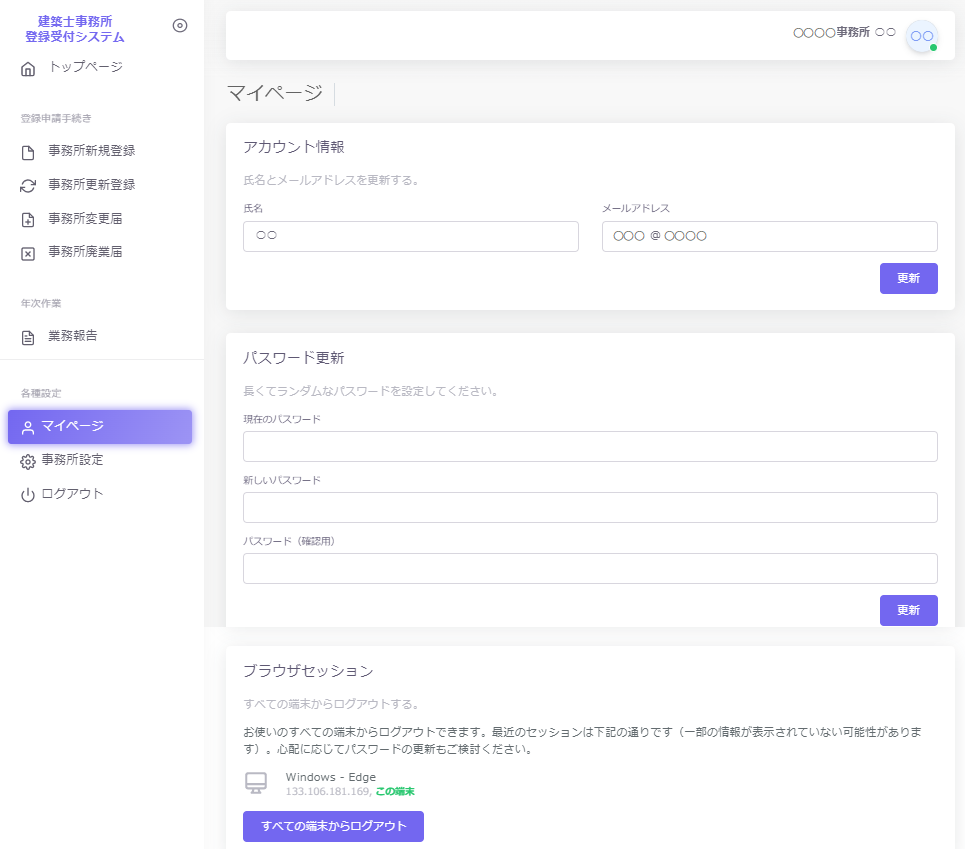 建築士事務所
登録受付システム
トップページ
登録申請手続き
事務所新規登録
事務所更新登録
事務所変更届
事務所廃業届
年次作業
業務報告
各種設定
マイページ
事務所設定
ログアウト
〇〇〇〇事務所 〇〇
〇〇
マイページ
アカウント情報
氏名とメールアドレスを更新する。
氏名
メールアドレス
〇〇
〇〇〇 @ 〇〇〇〇
更新
パスワード更新
長くてランダムなパスワードを設定してください。
現在のパスワード
新しいパスワード
パスワード（確認用）
更新
ブラウザセッション
すべての端末からログアウトする。
お使いのすべての端末からログアウトできます。最近のセッションは下記の通りです（一部の情報が表示されていない可能性がありま
す）。心配に応じてパスワードの更新もご検討ください。
Windows - Edge
133.106.181.169, この端末
すべての端末からログアウト